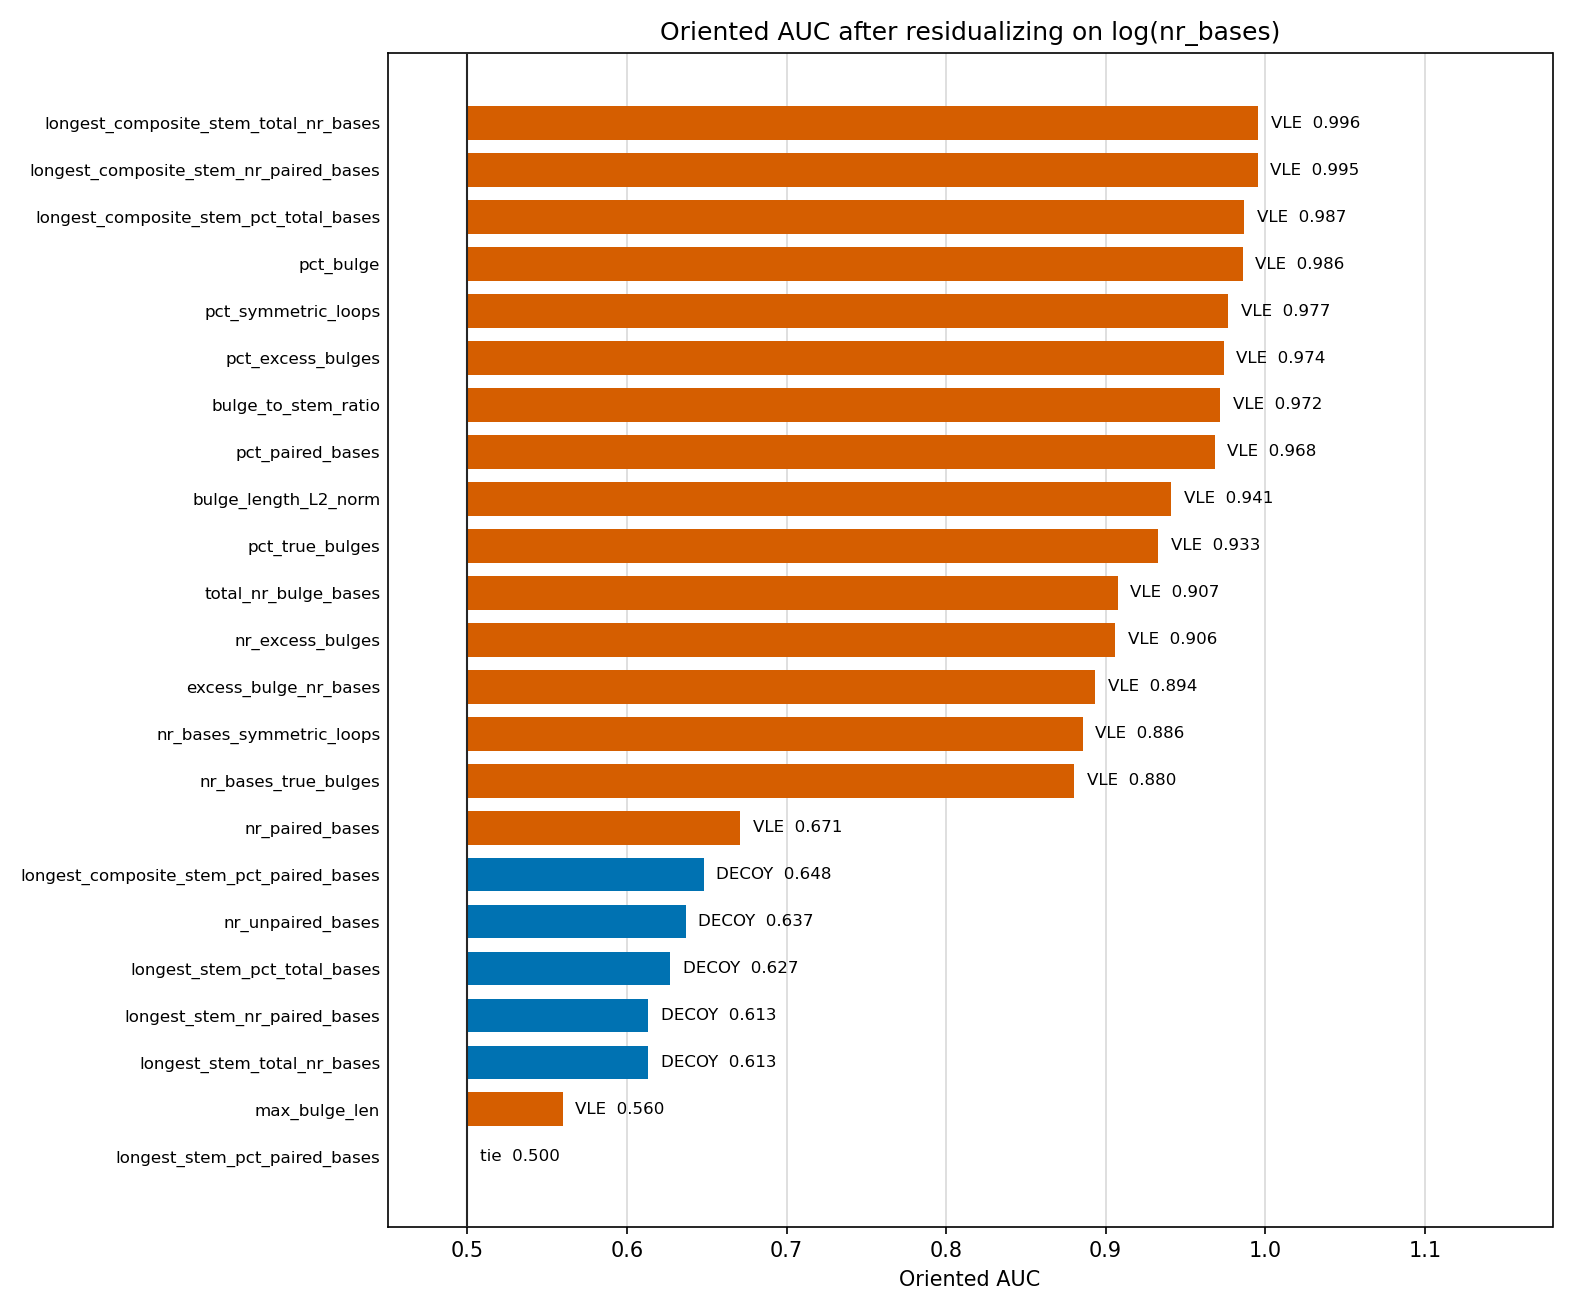 Oriented AUC after residualizing on log(nr_bases)
longest_composite_stem_total_nr_bases VLE 0.996
longest_composite_stem_nr_paired_bases VLE 0.995
longest_composite_stem_pct_total_bases VLE 0.987
pct_bulge VLE 0.986
pct_symmetric_loops VLE 0.977
pct_excess_bulges VLE 0.974
bulge_to_stem_ratio VLE 0.972
pct_paired_bases VLE 0.968
bulge_length_L2_norm VLE 0.941
pct_true_bulges VLE 0.933
total_nr_bulge_bases VLE 0.907
nr_excess_bulges VLE 0.906
excess_bulge_nr_bases VLE 0.894
nr_bases_symmetric_loops VLE 0.886
nr_bases_true_bulges VLE 0.880
nr_paired_bases VLE 0.671
longest_composite_stem_pct_paired_bases DECOY 0.648
nr_unpaired_bases DECOY 0.637
longest_stem_pct_total_bases DECOY 0.627
longest_stem_nr_paired_bases DECOY 0.613
longest_stem_total_nr_bases DECOY 0.613
max_bulge_len VLE 0.560
longest_stem_pct_paired_bases tie 0.500
0.5 0.6 0.7 0.8 0.9 1.0 1.1
Oriented AUC